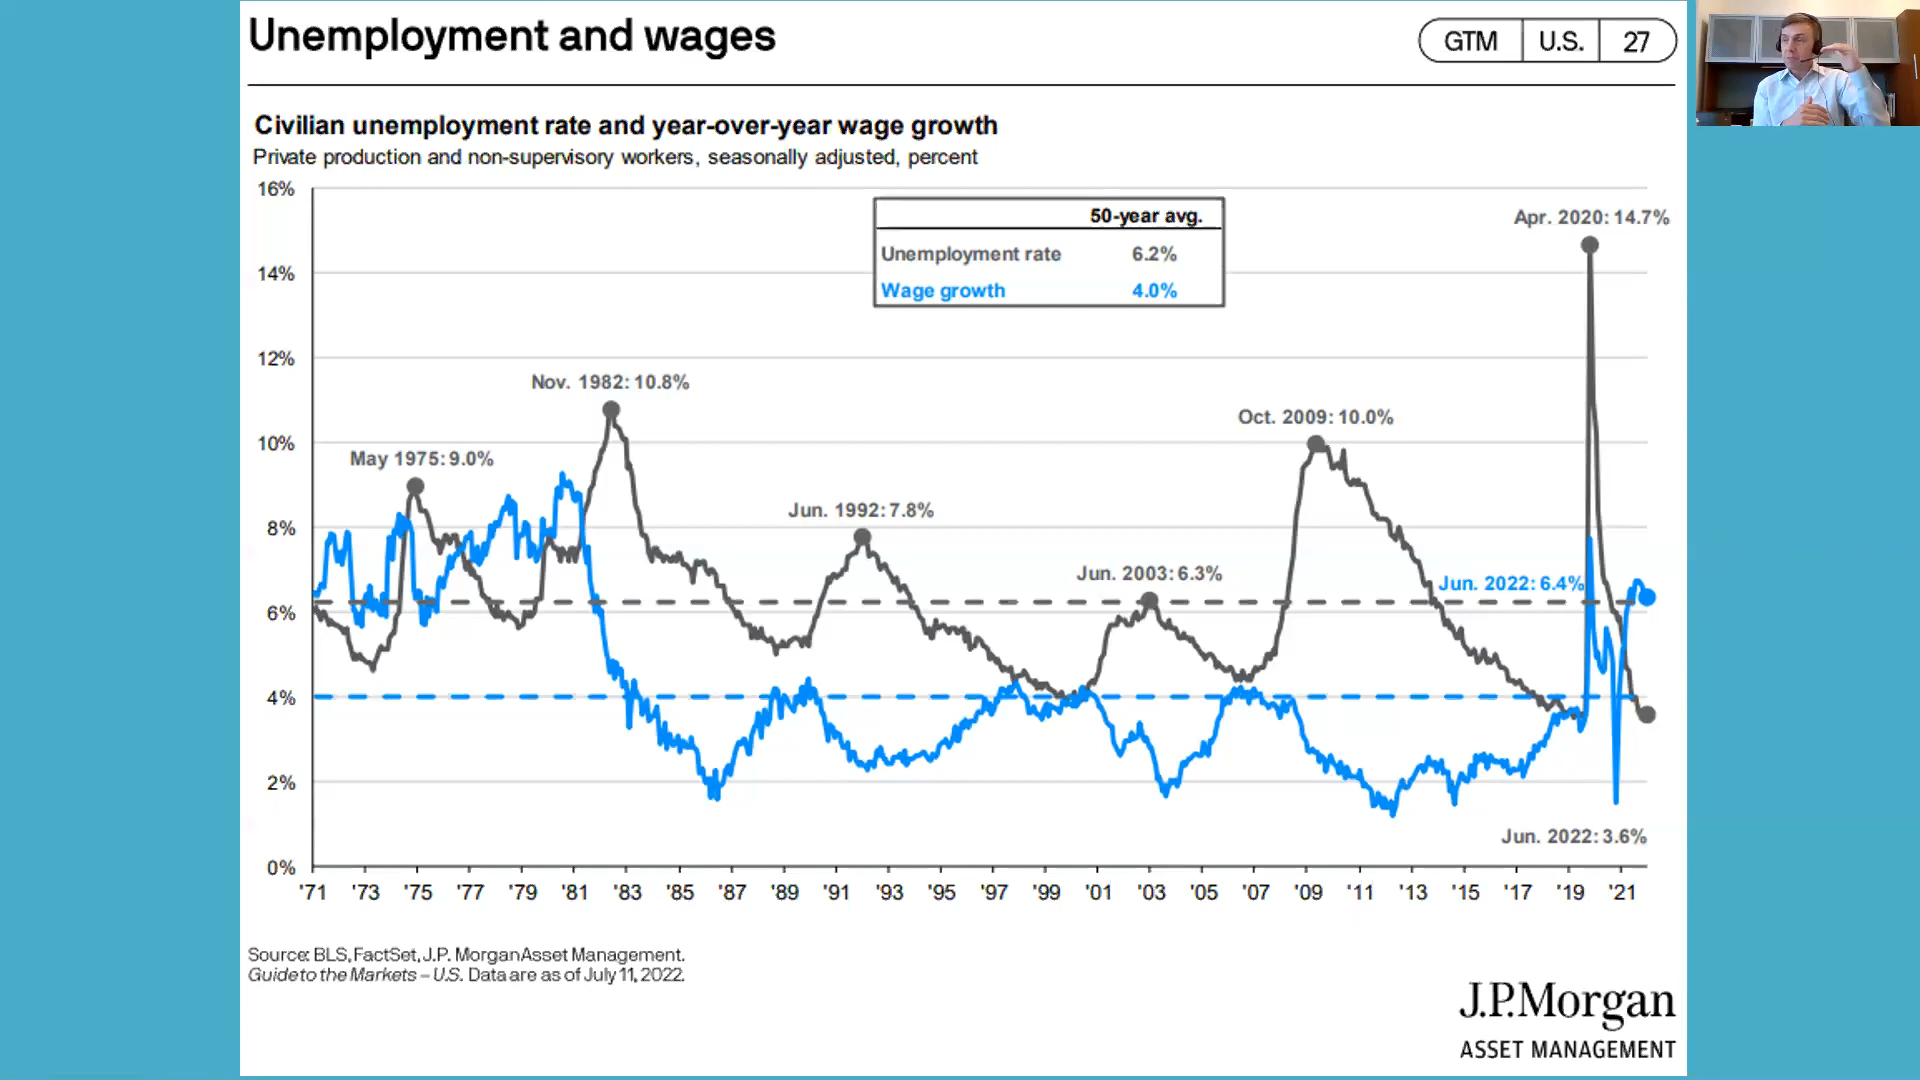 Unemployment and wages
GTM U.S. 27
Civilian unemployment rate and year-over-year wage growth
Private production and non-supervisory workers, seasonally adjusted, percent
16%
14%
12%
10%
8%
6%
4%
2%
0%
50-year avg.
Unemployment rate 6.2%
Wage growth 4.0%
Apr. 2020: 14.7%
Nov. 1982: 10.8%
Oct. 2009: 10.0%
May 1975: 9.0%
Jun. 1992: 7.8%
Jun. 2003: 6.3%
Jun. 2022: 6.4%
Jun. 2022: 3.6%
'71 '73 '75 '77 '79 '81 '83 '85 '87 '89 '91 '93 '95 '97 '99 '01 '03 '05 '07 '09 '11 '13 '15 '17 '19 '21
Source: BLS, FactSet, J.P. Morgan Asset Management.
Guide to the Markets – U.S. Data are as of July 11, 2022.
J.P.Morgan
ASSET MANAGEMENT